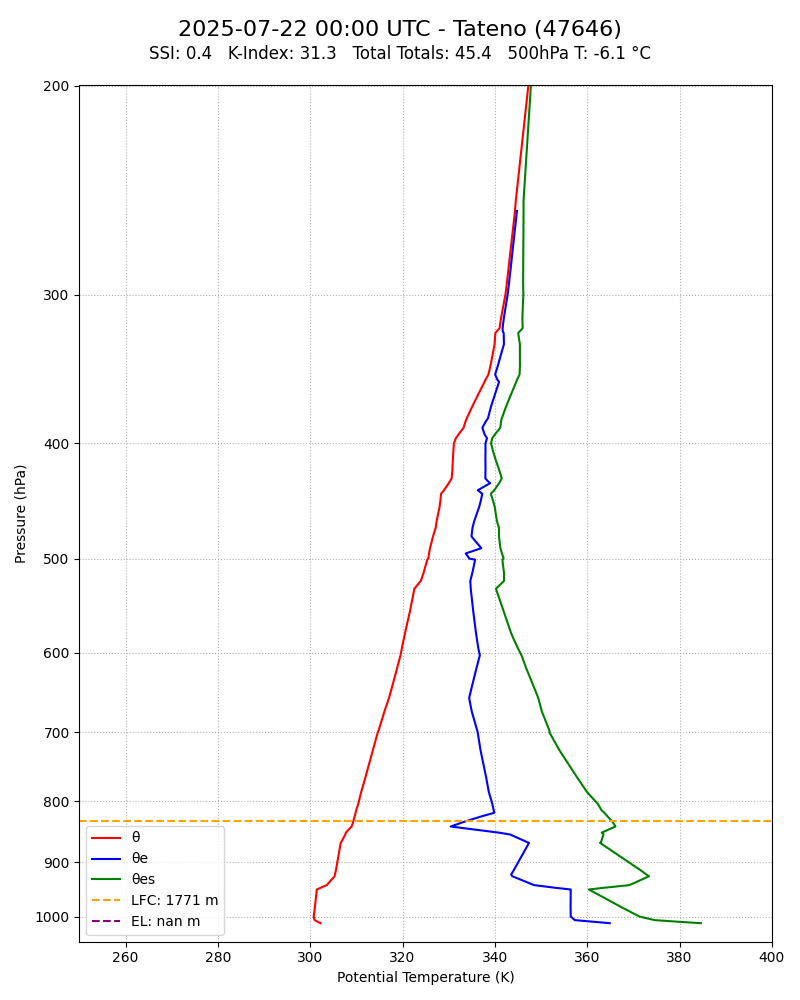 2025-07-22 00:00 UTC - Tateno (47646)
SSI: 0.4 K-Index: 31.3 Total Totals: 45.4 500hPa T: -6.1 °C
200
300
400
500
600
700
800
900
1000
Pressure (hPa)
θ
θe
θes
LFC: 1771 m
EL: nan m
260 280 300 320 340 360 380 400
Potential Temperature (K)